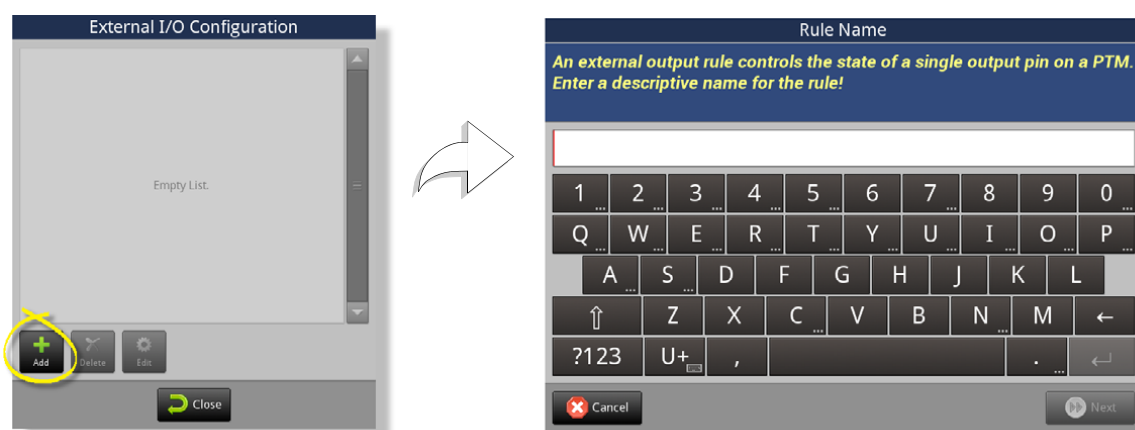 External I/O Configuration
Empty List.
Add
Delete
Edit
Close
Rule Name
An external output rule controls the state of a single output pin on a PTM.
Enter a descriptive name for the rule!
1 ... 2 ... 3 ... 4 ... 5 ... 6 7 ... 8 9 0 ...
Q ... W ... E ... R ... T ... Y ... U ... I ... O ... P ...
A ... S ... D F G H J K L
⇧ Z X C ... V B N ... M ←
?123 U+ , . ... ↵
Cancel
Next